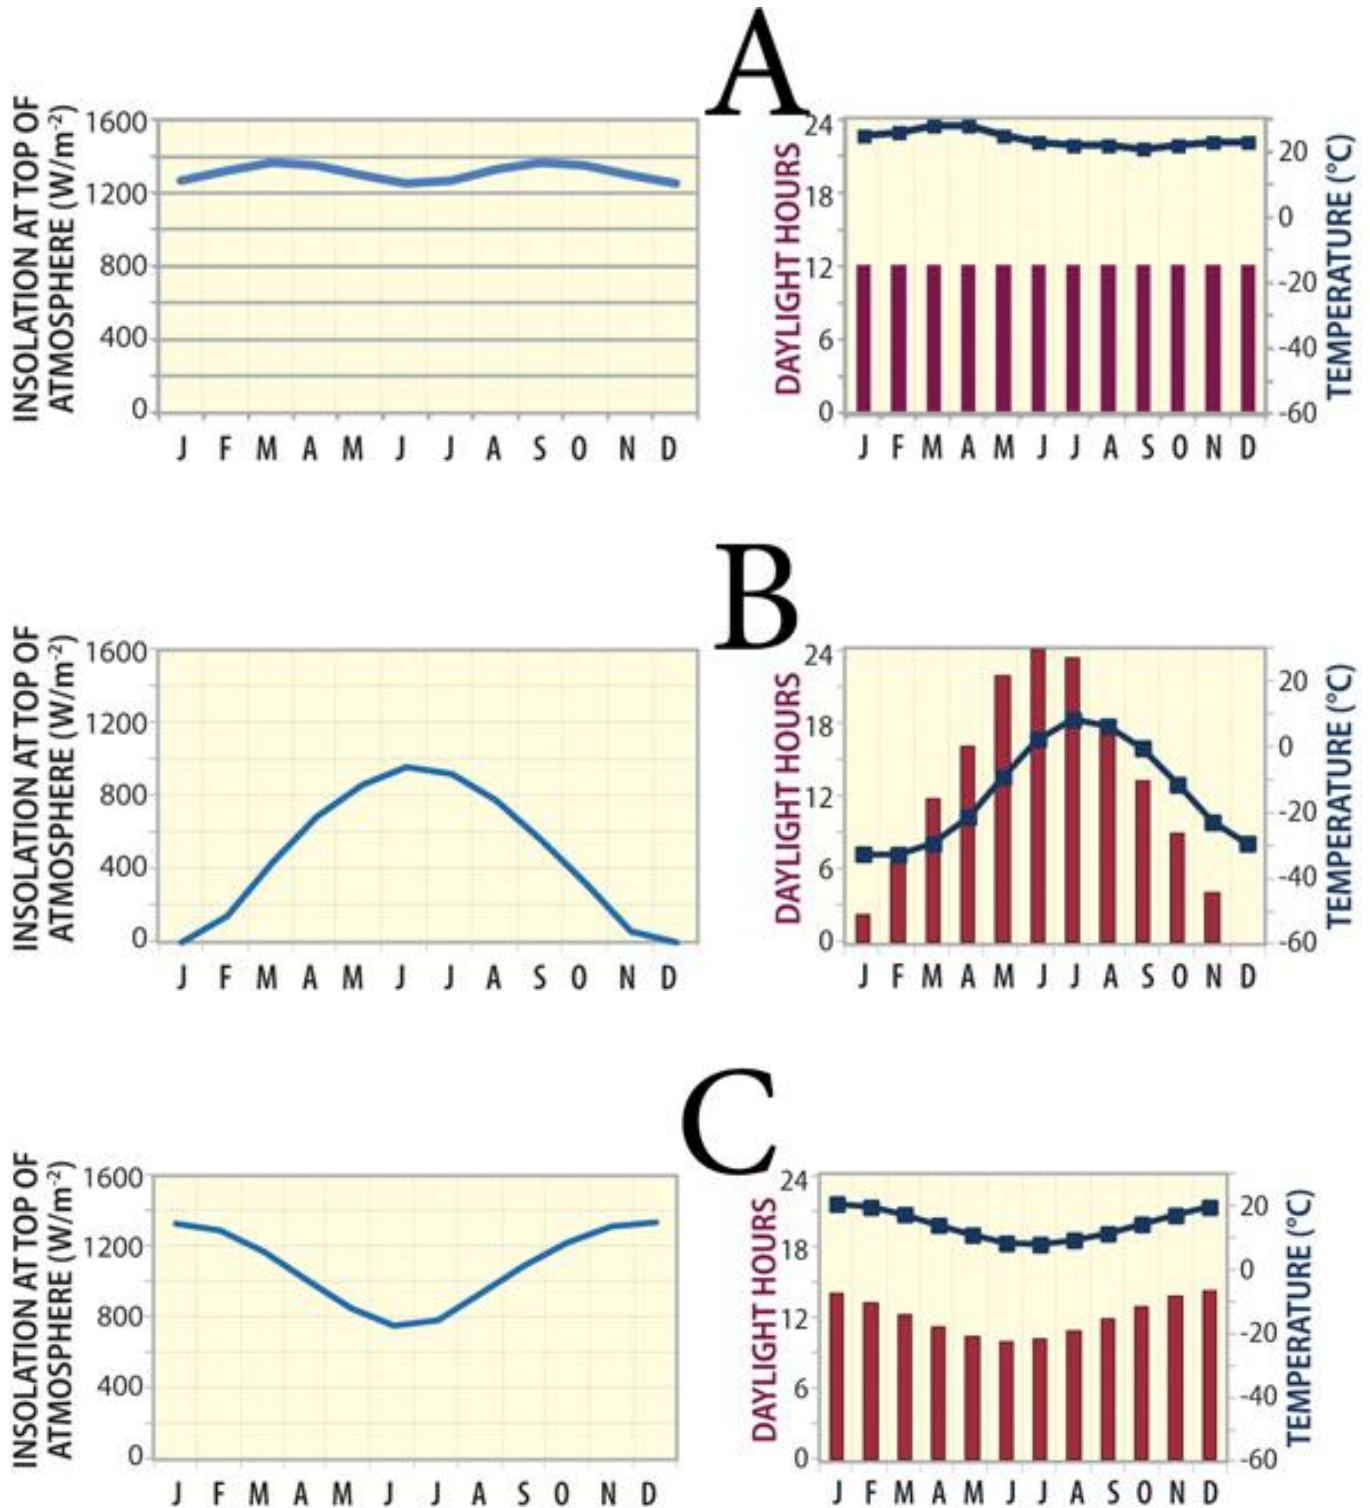 A
INSOLATION AT TOP OF
ATMOSPHERE (W/m-2)
1600
1200
800
400
0
J F M A M J J A S O N D
DAYLIGHT HOURS
24
18
12
6
0
20
0
-20
-40
-60
TEMPERATURE (°C)
J F M A M J J A S O N D
B
INSOLATION AT TOP OF
ATMOSPHERE (W/m-2)
1600
1200
800
400
0
J F M A M J J A S O N D
DAYLIGHT HOURS
24
18
12
6
0
20
0
-20
-40
-60
TEMPERATURE (°C)
J F M A M J J A S O N D
C
INSOLATION AT TOP OF
ATMOSPHERE (W/m-2)
1600
1200
800
400
0
J F M A M J J A S O N D
DAYLIGHT HOURS
24
18
12
6
0
20
0
-20
-40
-60
TEMPERATURE (°C)
J F M A M J J A S O N D